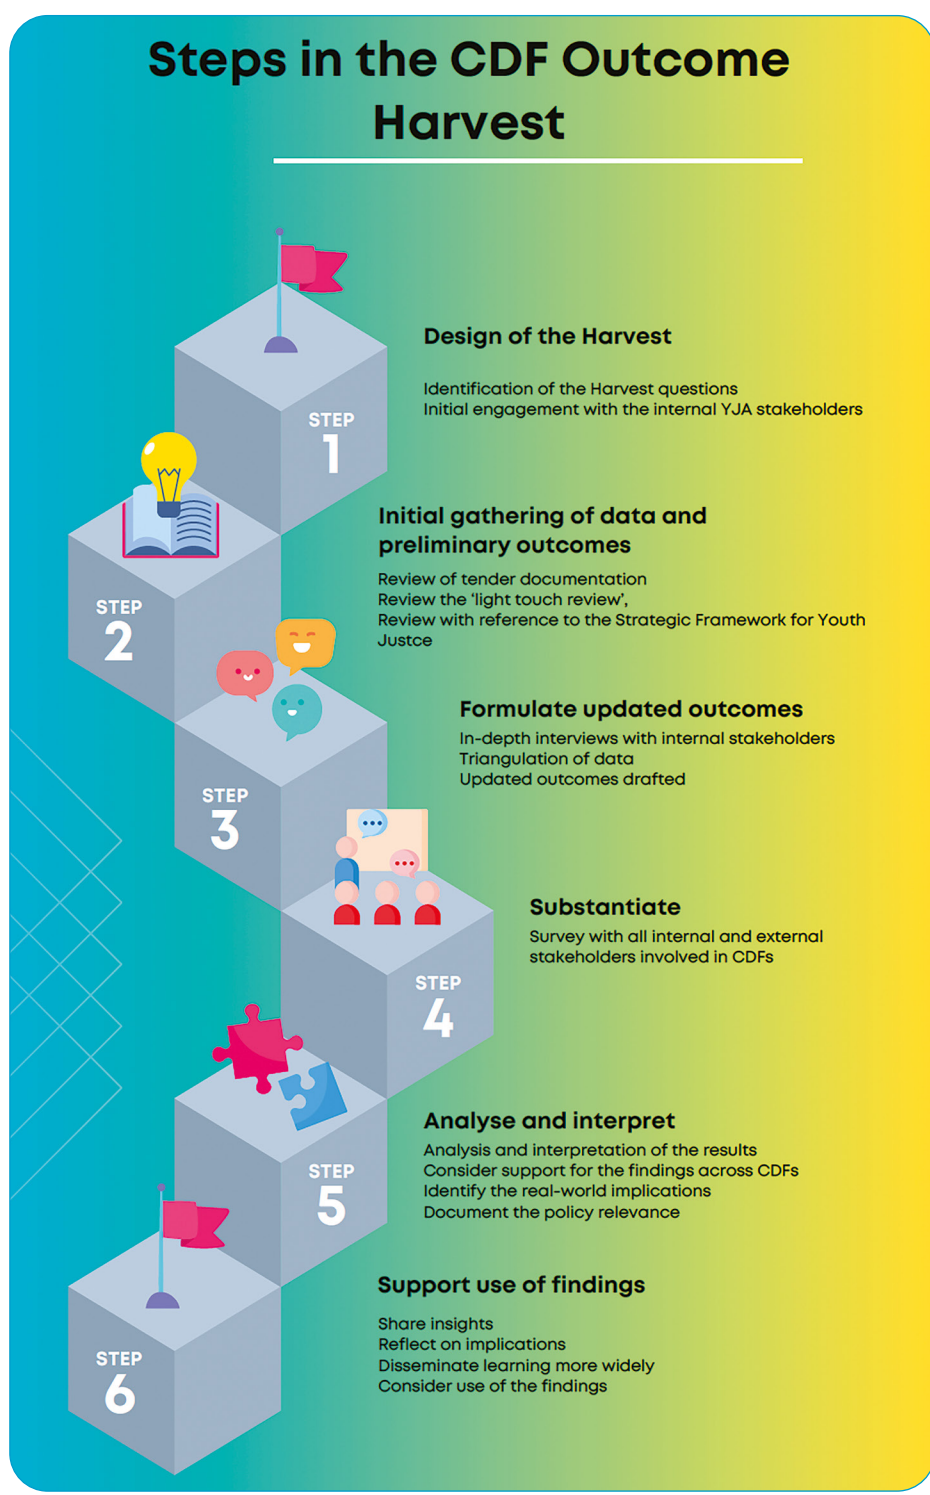 Steps in the CDF Outcome
Harvest
STEP
1
Design of the Harvest
Identification of the Harvest questions
Initial engagement with the internal YJA stakeholders
STEP
2
Initial gathering of data and
preliminary outcomes
Review of tender documentation
Review the ‘light touch review’,
Review with reference to the Strategic Framework for Youth
Justce
STEP
3
Formulate updated outcomes
In-depth interviews with internal stakeholders
Triangulation of data
Updated outcomes drafted
STEP
4
Substantiate
Survey with all internal and external
stakeholders involved in CDFs
STEP
5
Analyse and interpret
Analysis and interpretation of the results
Consider support for the findings across CDFs
Identify the real-world implications
Document the policy relevance
STEP
6
Support use of findings
Share insights
Reflect on implications
Disseminate learning more widely
Consider use of the findings